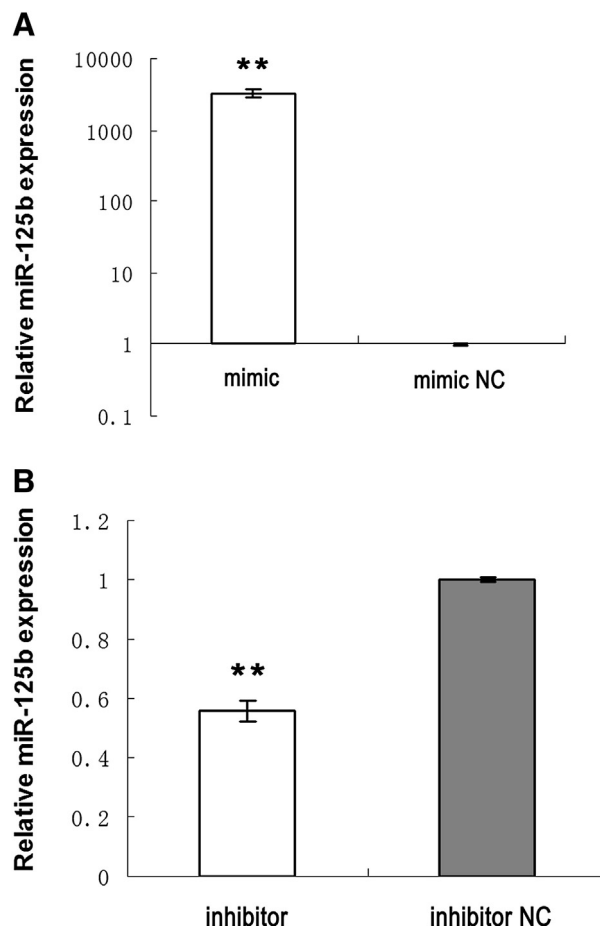 A
Relative miR-125b expression
10000
1000
100
10
1
0.1
**
mimic
mimic NC
B
Relative miR-125b expression
1.2
1
0.8
0.6
0.4
0.2
0
**
inhibitor
inhibitor NC